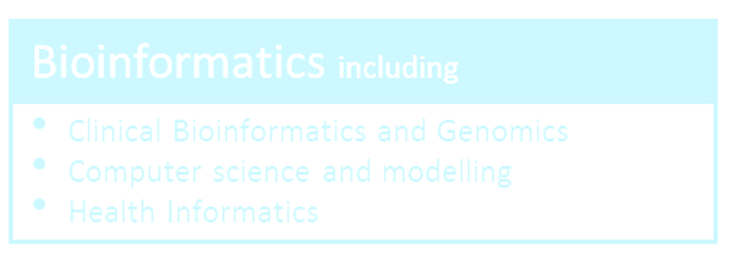 Bioinformatics including
• Clinical Bioinformatics and Genomics
• Computer science and modelling
• Health Informatics